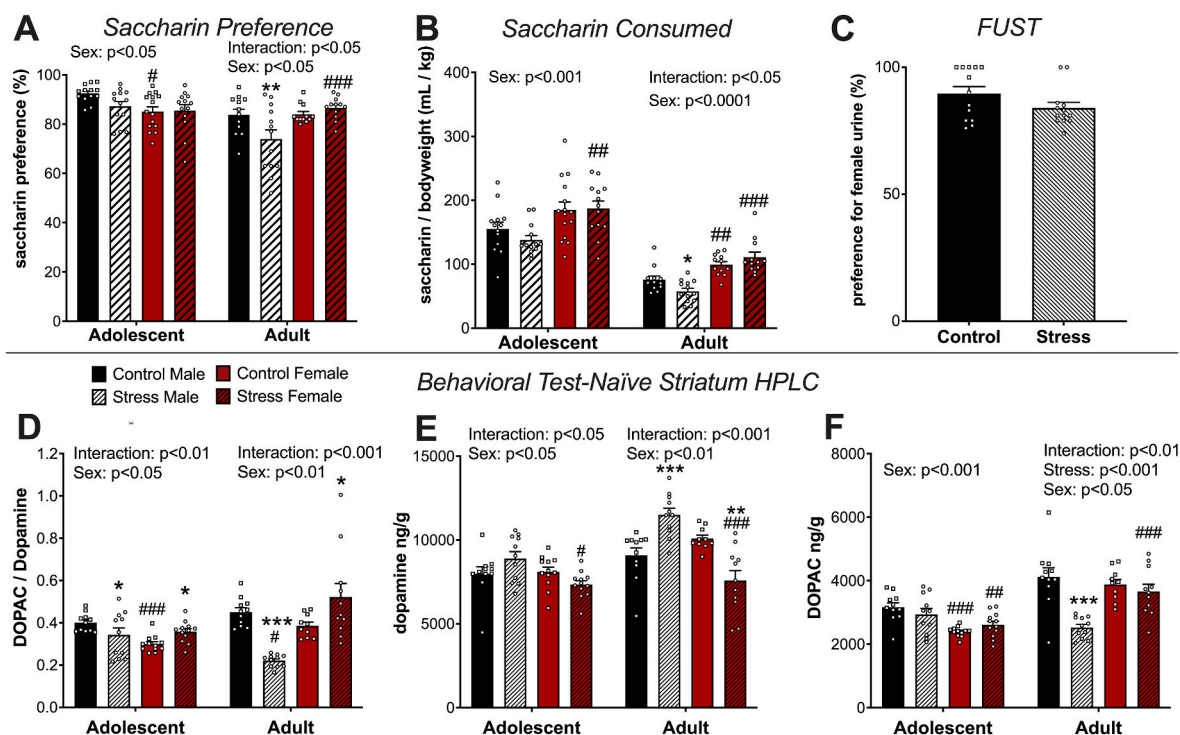 A Saccharin Preference
Sex: p<0.05
Interaction: p<0.05
Sex: p<0.05
#
**
###
saccharin preference (%)
100
80
60
40
20
0
Adolescent Adult
B Saccharin Consumed
Sex: p<0.001
Interaction: p<0.05
Sex: p<0.0001
##
*
##
###
saccharin / bodyweight (mL / kg)
400
300
200
100
0
Adolescent Adult
C FUST
preference for female urine (%)
100
50
0
Control Stress
Control Male Control Female
Stress Male Stress Female
Behavioral Test-Naïve Striatum HPLC
D
Interaction: p<0.01
Sex: p<0.05
Interaction: p<0.001
Sex: p<0.01
*
###
*
***
#
*
DOPAC / Dopamine
1.2
1.0
0.8
0.6
0.4
0.2
0.0
Adolescent Adult
E
Interaction: p<0.05
Sex: p<0.05
Interaction: p<0.001
Sex: p<0.01
#
***
**
###
dopamine ng/g
15000
10000
5000
0
Adolescent Adult
F
Sex: p<0.001
Interaction: p<0.01
Stress: p<0.001
Sex: p<0.05
###
##
***
###
DOPAC ng/g
8000
6000
4000
2000
0
Adolescent Adult